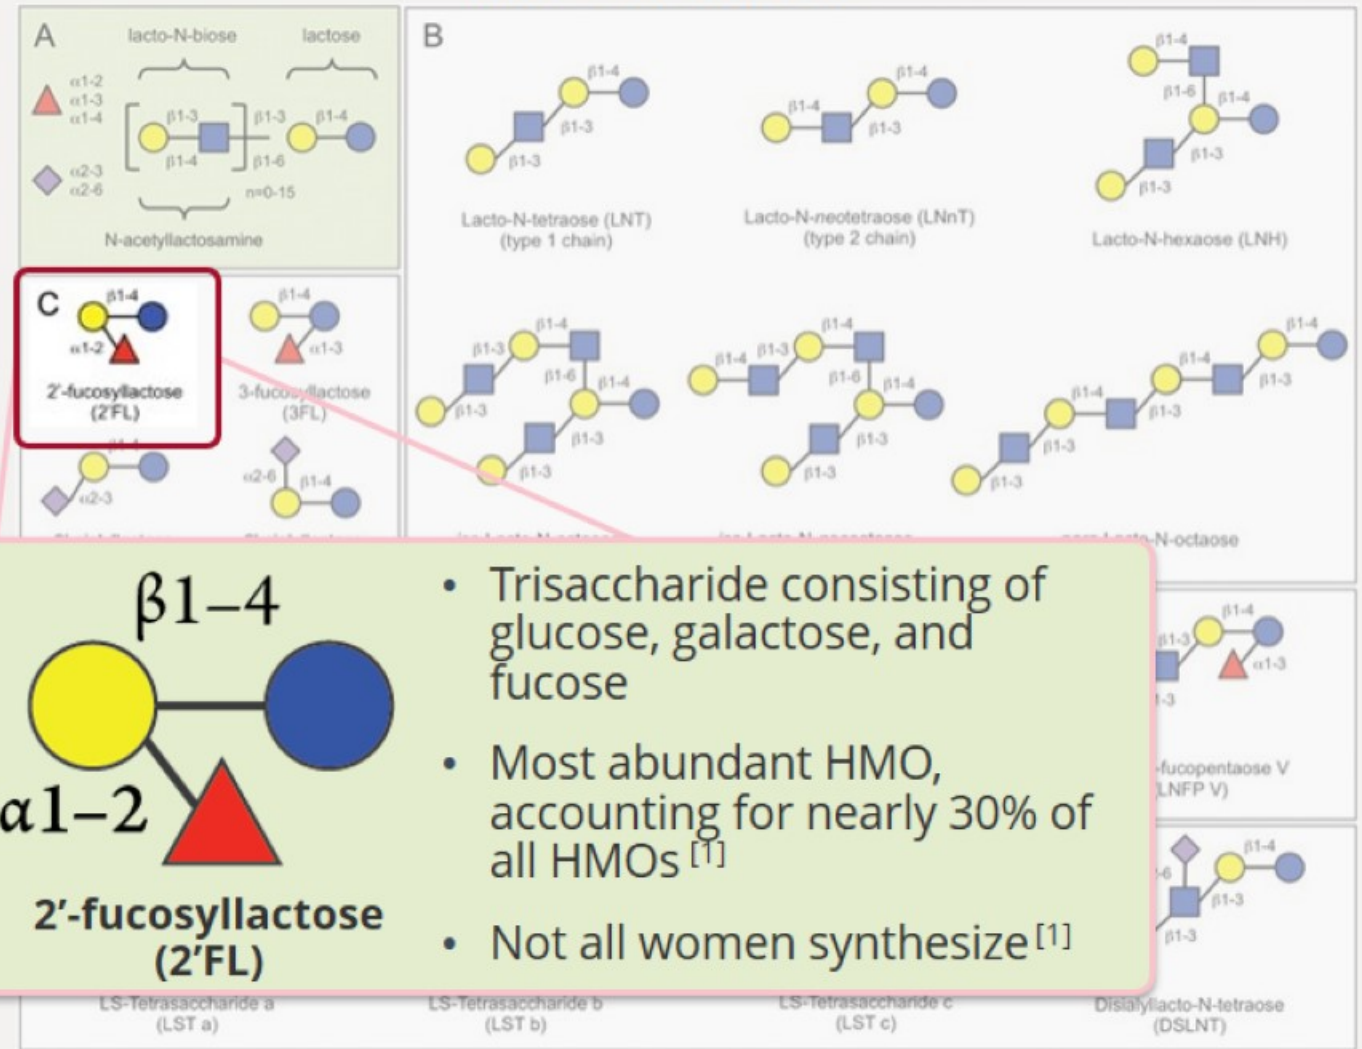 A
lacto-N-biose
lactose
α1-2
α1-3
α1-4
β1-3
β1-3
β1-4
β1-4
β1-6
α2-3
α2-6
n=0-15
N-acetyllactosamine
B
β1-4
β1-3
β1-3
Lacto-N-tetraose (LNT)
(type 1 chain)
β1-4
β1-4
β1-3
Lacto-N-neotetraose (LNnT)
(type 2 chain)
β1-4
β1-6
β1-4
β1-3
β1-3
Lacto-N-hexaose (LNH)
C
β1-4
α1-2
2'-fucosyllactose
(2'FL)
β1-4
α1-3
3-fucosyllactose
(3FL)
α2-3
α2-6
β1-4
β1-4
β1-3
β1-6
β1-4
β1-3
β1-3
β1-3
β1-4
β1-4
β1-3
β1-6
β1-4
β1-3
β1-3
β1-4
β1-4
β1-3
β1-4
β1-3
β1-3
β1-3
-N-octaose
β1–4
α1–2
2’-fucosyllactose
(2’FL)
• Trisaccharide consisting of
glucose, galactose, and
fucose
• Most abundant HMO,
accounting for nearly 30% of
all HMOs [1]
• Not all women synthesize [1]
β1-4
β1-3
α1-3
-3
-fucopentaose V
LNFP V)
β1-4
-6
β1-3
β1-3
LS-Tetrasaccharide a
(LST a)
LS-Tetrasaccharide b
(LST b)
LS-Tetrasaccharide c
(LST c)
Disialyllacto-N-tetraose
(DSLNT)